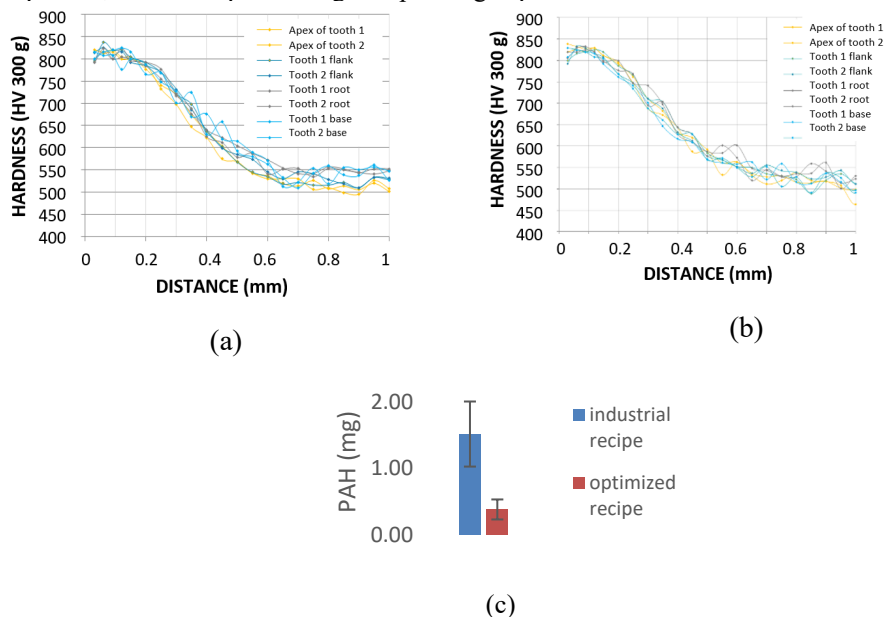 HARDNESS (HV 300 g)
900
850
800
750
700
650
600
550
500
450
400
0
0.2
0.4
0.6
0.8
1
DISTANCE (mm)
Apex of tooth 1
Apex of tooth 2
Tooth 1 flank
Tooth 2 flank
Tooth 1 root
Tooth 2 root
Tooth 1 base
Tooth 2 base
(a)
HARDNESS (HV 300 g)
900
850
800
750
700
650
600
550
500
450
400
0
0.2
0.4
0.6
0.8
1
DISTANCE (mm)
Apex of tooth 1
Apex of tooth 2
Tooth 1 flank
Tooth 2 flank
Tooth 1 root
Tooth 2 root
Tooth 1 base
Tooth 2 base
(b)
PAH (mg)
2.00
1.00
0.00
industrial
recipe
optimized
recipe
(c)